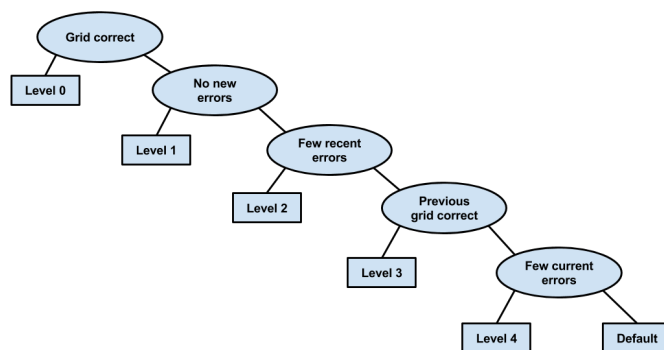 Grid correct
Level 0
No new
errors
Level 1
Few recent
errors
Level 2
Previous
grid correct
Level 3
Few current
errors
Level 4
Default